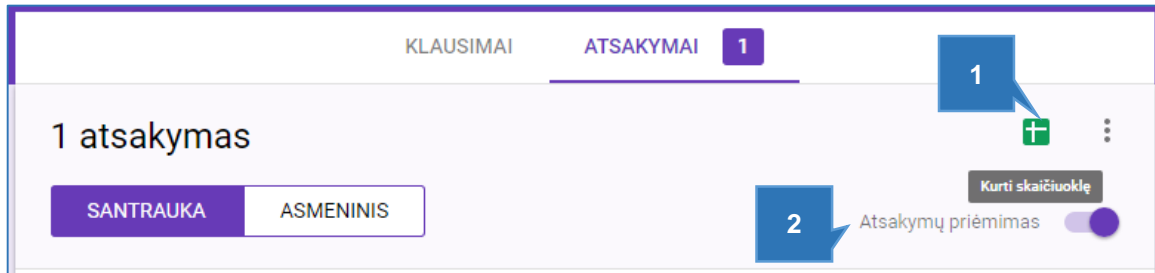 KLAUSIMAI ATSAKYMAI 1
1
1 atsakymas
Kurti skaičiuoklę
SANTRAUKA ASMENINIS
2
Atsakymų priėmimas